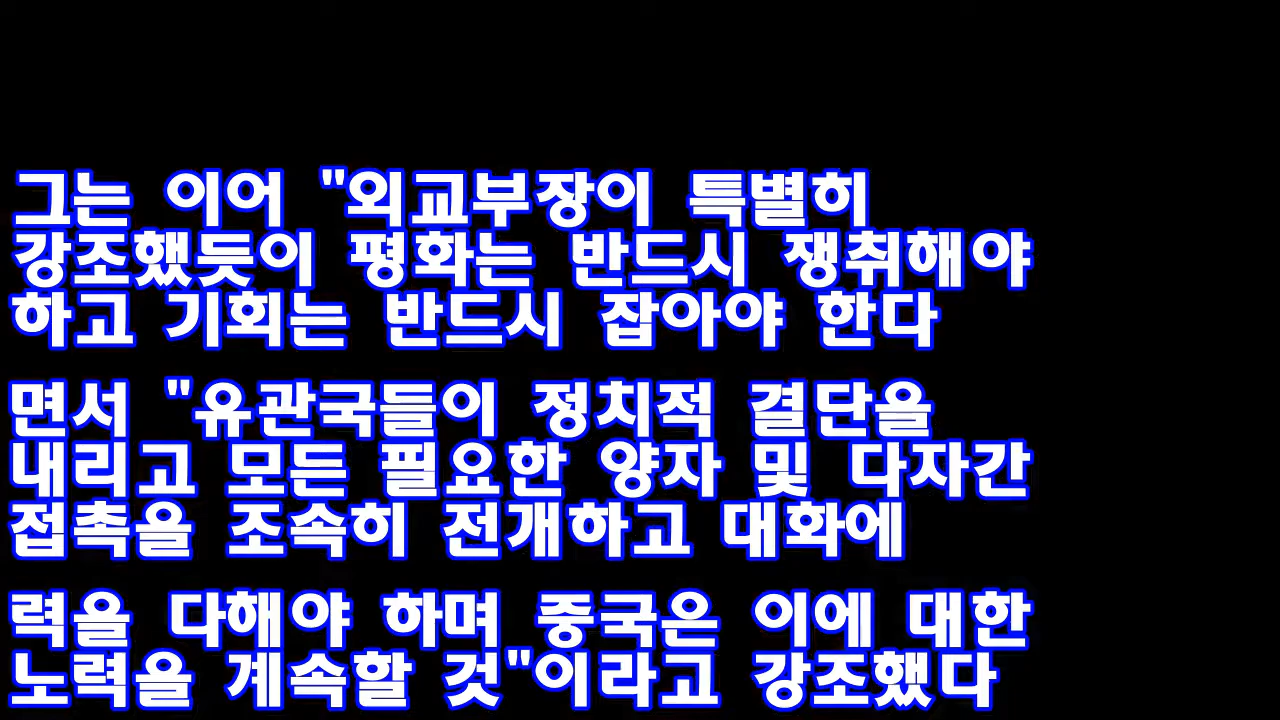 그는 이어 "외교부장이 특별히
강조했듯이 평화는 반드시 쟁취해야
하고 기회는 반드시 잡아야 한다
면서 "유관국들이 정치적 결단을
내리고 모든 필요한 양자 및 다자간
접촉을 조속히 전개하고 대화에
력을 다해야 하며 중국은 이에 대한
노력을 계속할 것"이라고 강조했다